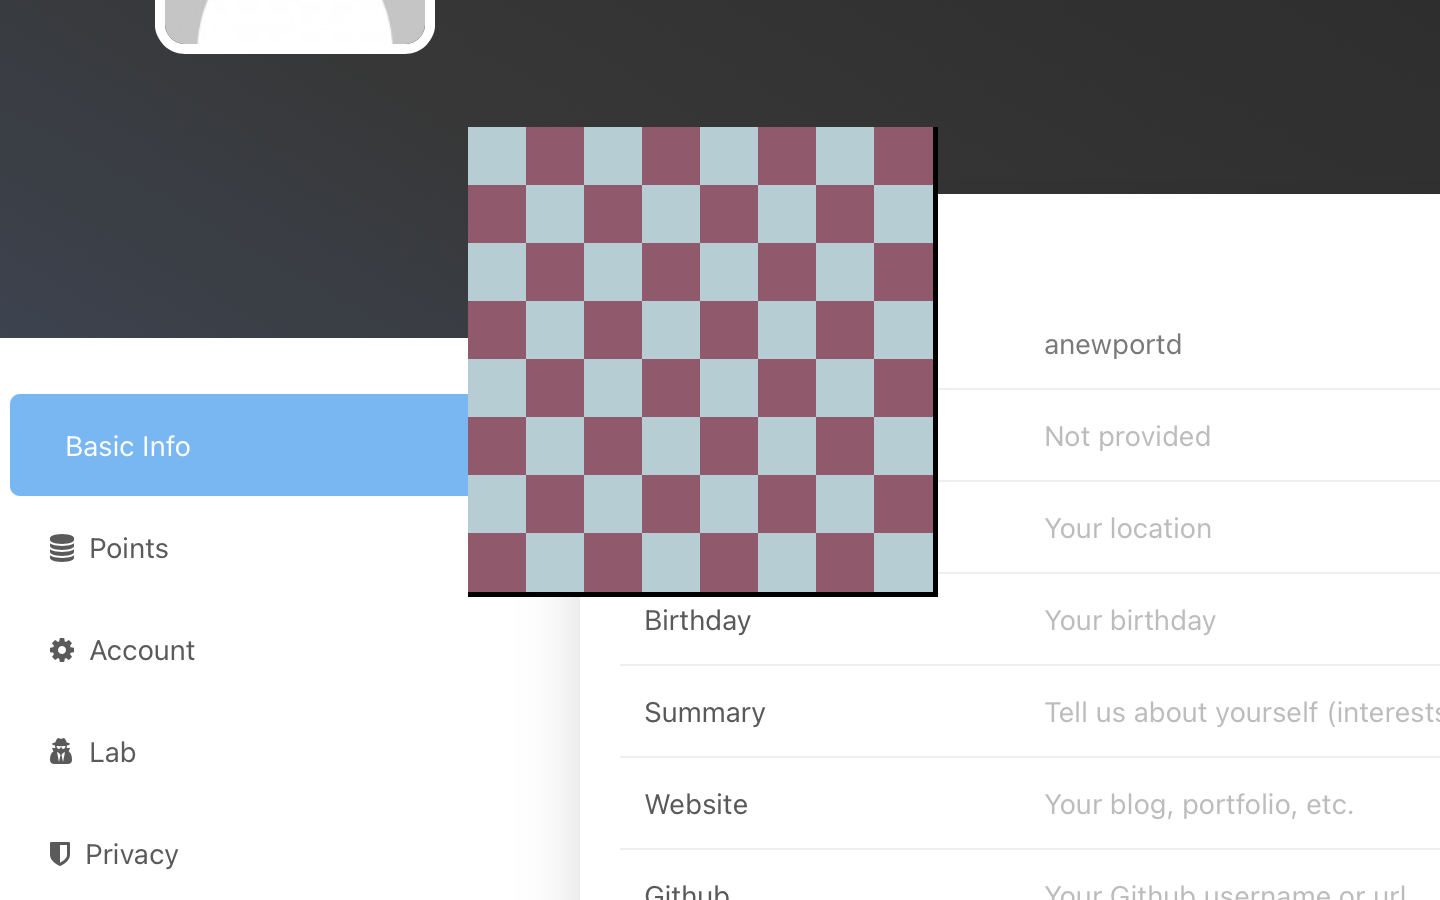 anewportd
Basic Info
Not provided
Your location
Points
Birthday
Your birthday
Account
Summary
Tell us about yourself (interests
Lab
Website
Your blog, portfolio, etc.
Privacy
Github
Your Github username or url